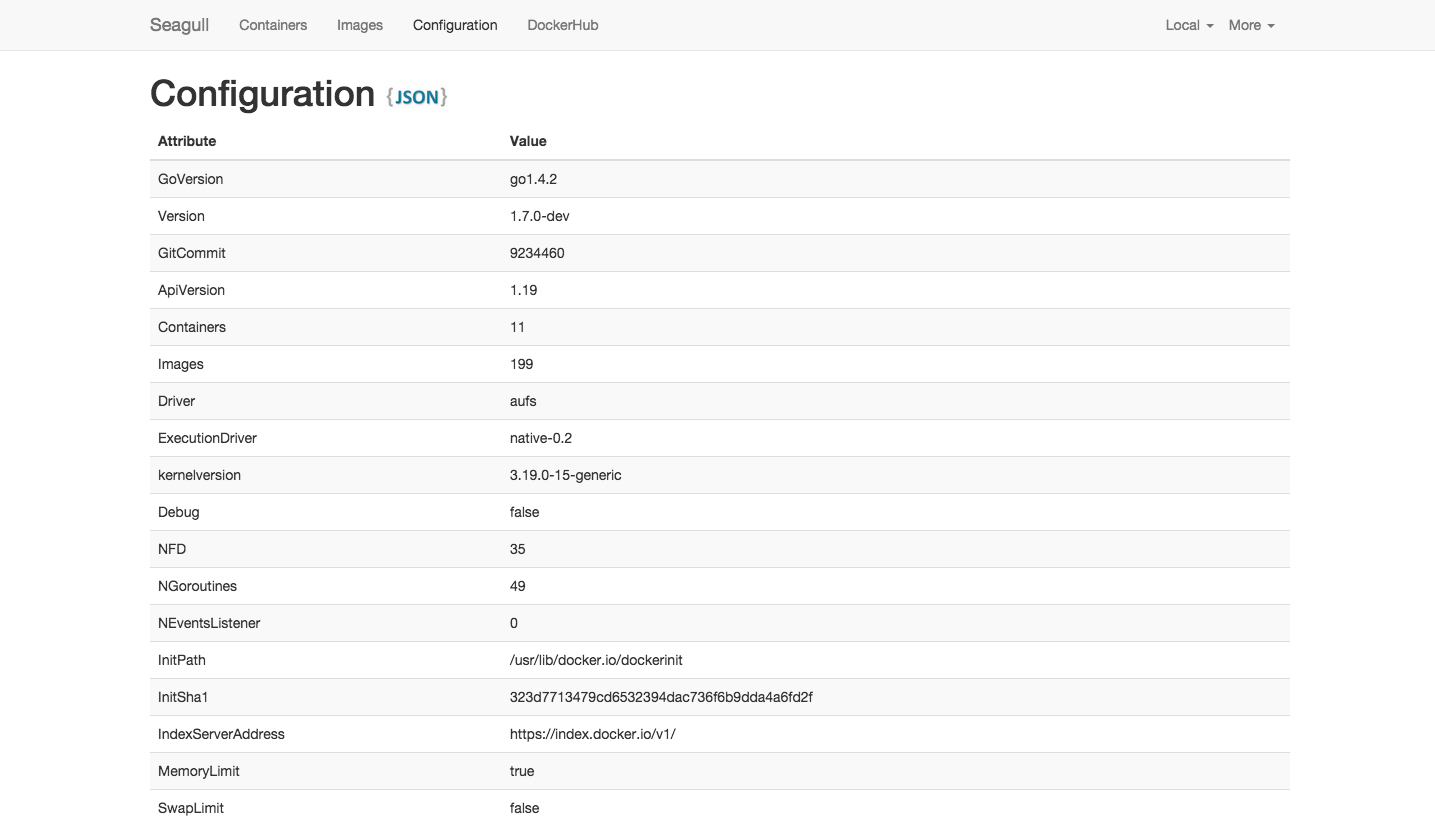 Seagull Containers Images Configuration DockerHub Local More
Configuration {JSON}
Attribute Value
GoVersion go1.4.2
Version 1.7.0-dev
GitCommit 9234460
ApiVersion 1.19
Containers 11
Images 199
Driver aufs
ExecutionDriver native-0.2
kernelversion 3.19.0-15-generic
Debug false
NFD 35
NGoroutines 49
NEventsListener 0
InitPath /usr/lib/docker.io/dockerinit
InitSha1 323d7713479cd6532394dac736f6b9dda4a6fd2f
IndexServerAddress https://index.docker.io/v1/
MemoryLimit true
SwapLimit false